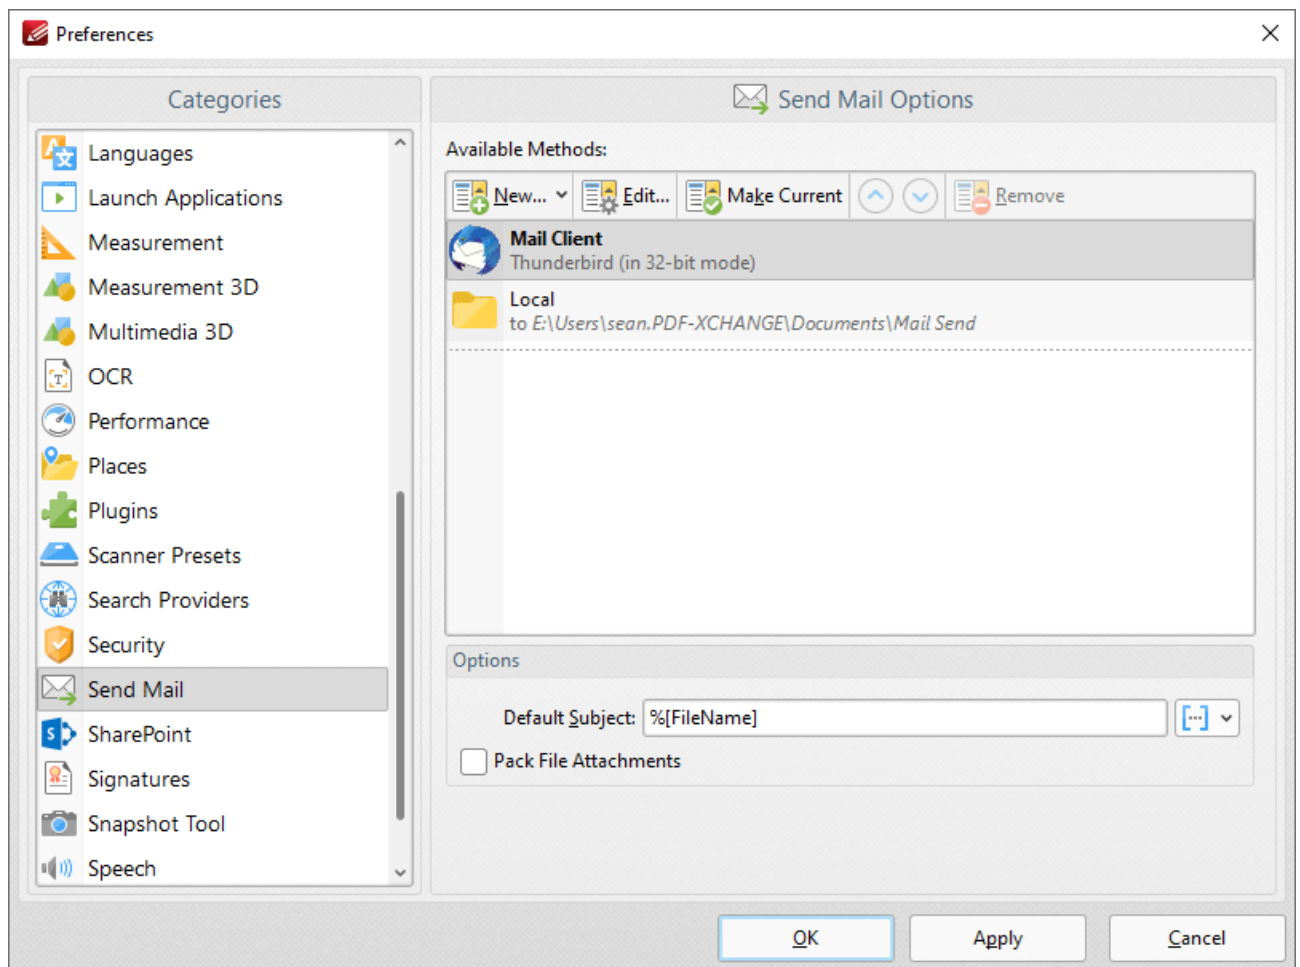 Preferences
Categories
Languages
Launch Applications
Measurement
Measurement 3D
Multimedia 3D
OCR
Performance
Places
Plugins
Scanner Presets
Search Providers
Security
Send Mail
SharePoint
Signatures
Snapshot Tool
Speech
Send Mail Options
Available Methods:
New... Edit... Make Current Remove
Mail Client
Thunderbird (in 32-bit mode)
Local
to E:\Users\sean.PDF-XCHANGE\Documents\Mail Send
Options
Default Subject: %[FileName]
Pack File Attachments
OK Apply Cancel